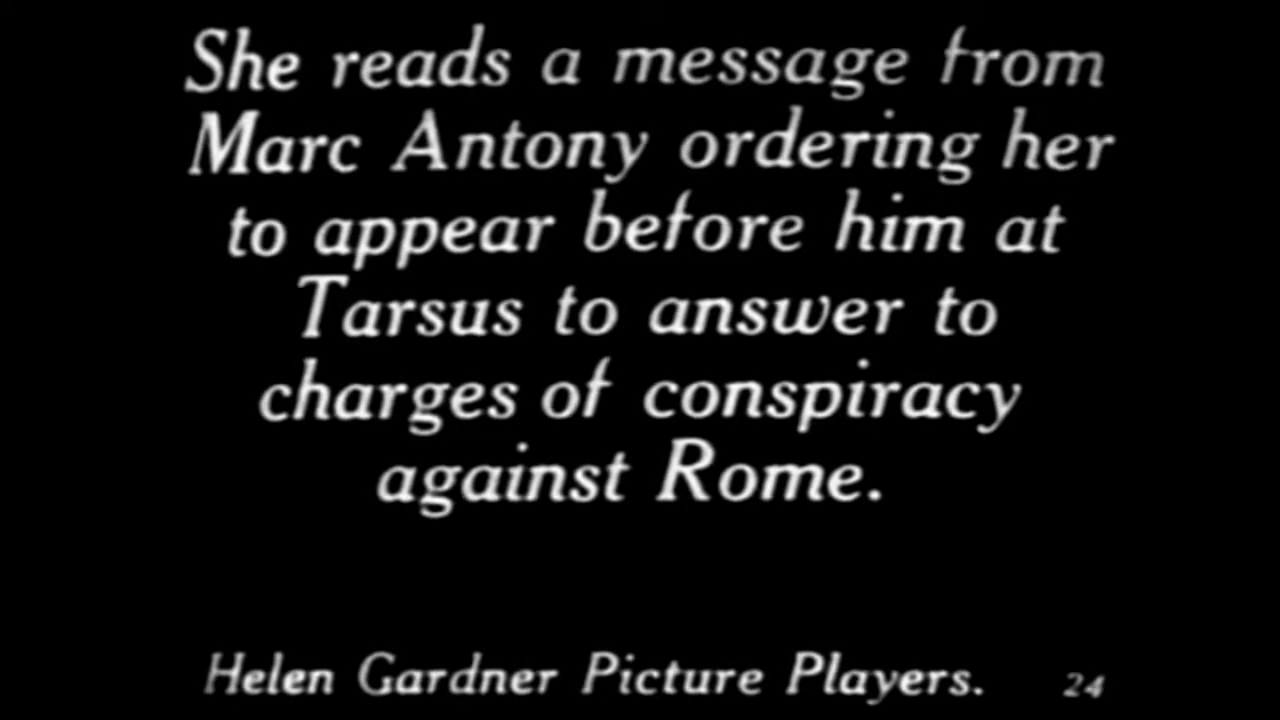 She reads a message from
Marc Antony ordering her
to appear before him at
Tarsus to answer to
charges of conspiracy
against Rome.
Helen Gardner Picture Players. 24